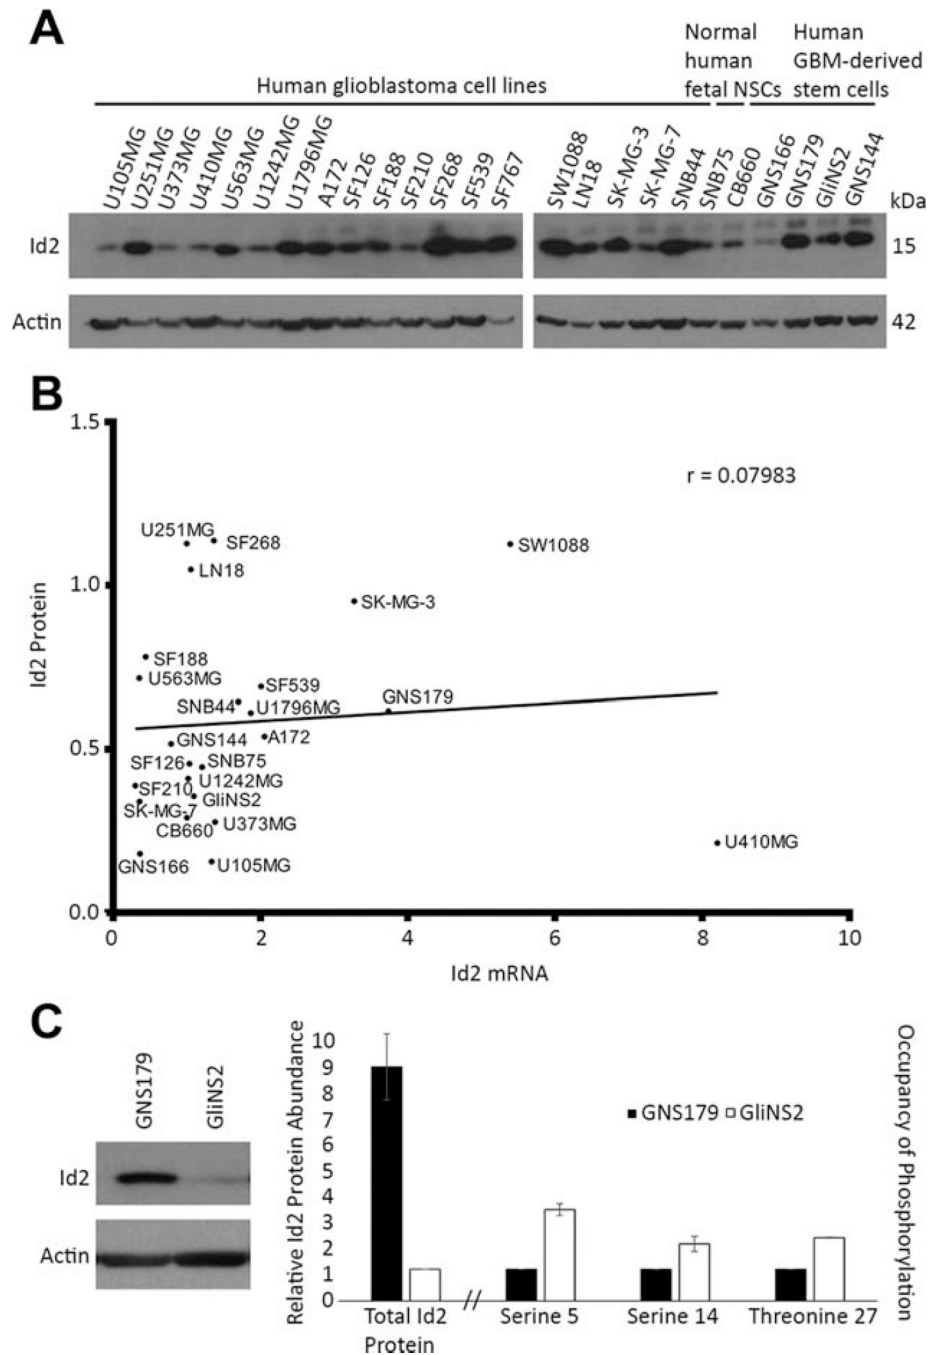 A
Normal
human
fetal NSCs
Human
GBM-derived
stem cells
Human glioblastoma cell lines
U105MG
U251MG
U373MG
U410MG
U563MG
U1242MG
U1796MG
A172
SF126
SF188
SF210
SF268
SF539
SF767
SW1088
LN18
SK-MG-3
SK-MG-7
SNB44
SNB75
CB660
GNS166
GNS179
GliNS2
GNS144
kDa
Id2
15
Actin
42
B
1.5
r = 0.07983
U251MG
SF268
SW1088
LN18
1.0
SK-MG-3
Id2 Protein
SF188
U563MG
SF539
GNS179
SNB44
U1796MG
GNS144
A172
0.5
SF126
SNB75
U1242MG
SF210
GliNS2
SK-MG-7
CB660
U373MG
U410MG
GNS166
U105MG
0.0
0 2 4 6 8 10
Id2 mRNA
C
GNS179
GliNS2
Id2
Actin
Relative Id2 Protein Abundance
10
9
8
7
6
5
4
3
2
1
0
GNS179 GliNS2
Occupancy of Phosphorylation
Total Id2
Protein
//
Serine 5
Serine 14
Threonine 27